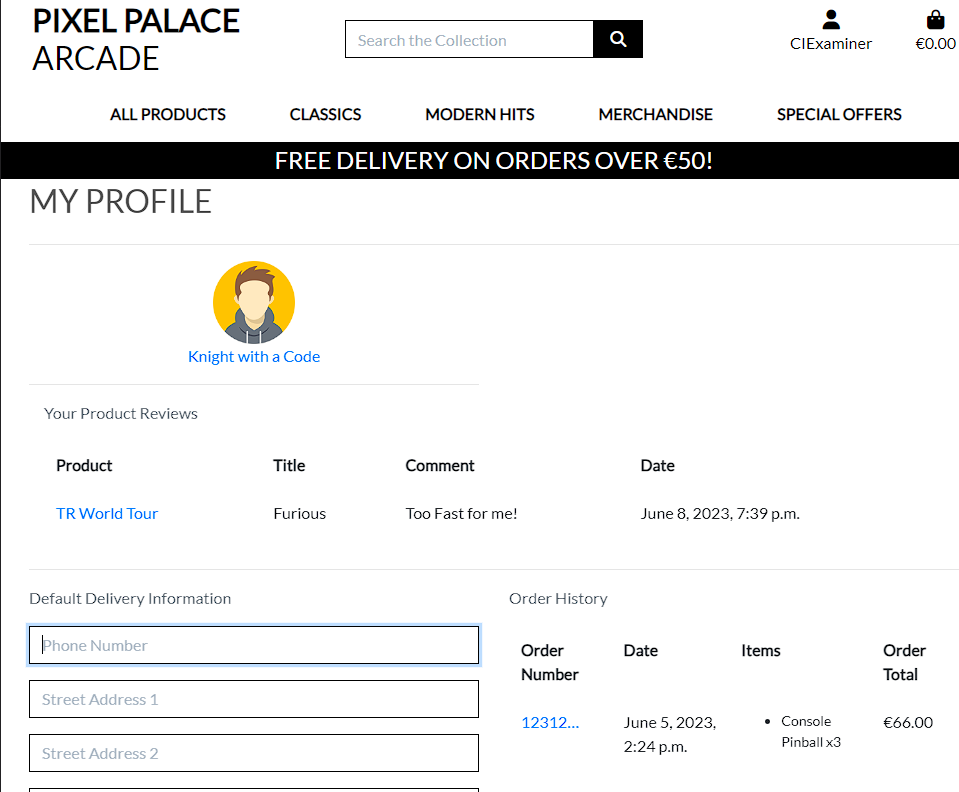 PIXEL PALACE
ARCADE
Search the Collection
CIExaminer
€0.00
ALL PRODUCTS CLASSICS MODERN HITS MERCHANDISE SPECIAL OFFERS
FREE DELIVERY ON ORDERS OVER €50!
MY PROFILE
Knight with a Code
Your Product Reviews
Product Title Comment Date
TR World Tour Furious Too Fast for me! June 8, 2023, 7:39 p.m.
Default Delivery Information
Phone Number
Street Address 1
Street Address 2
Order History
Order Number Date Items Order Total
12312... June 5, 2023, 2:24 p.m. • Console Pinball x3 €66.00